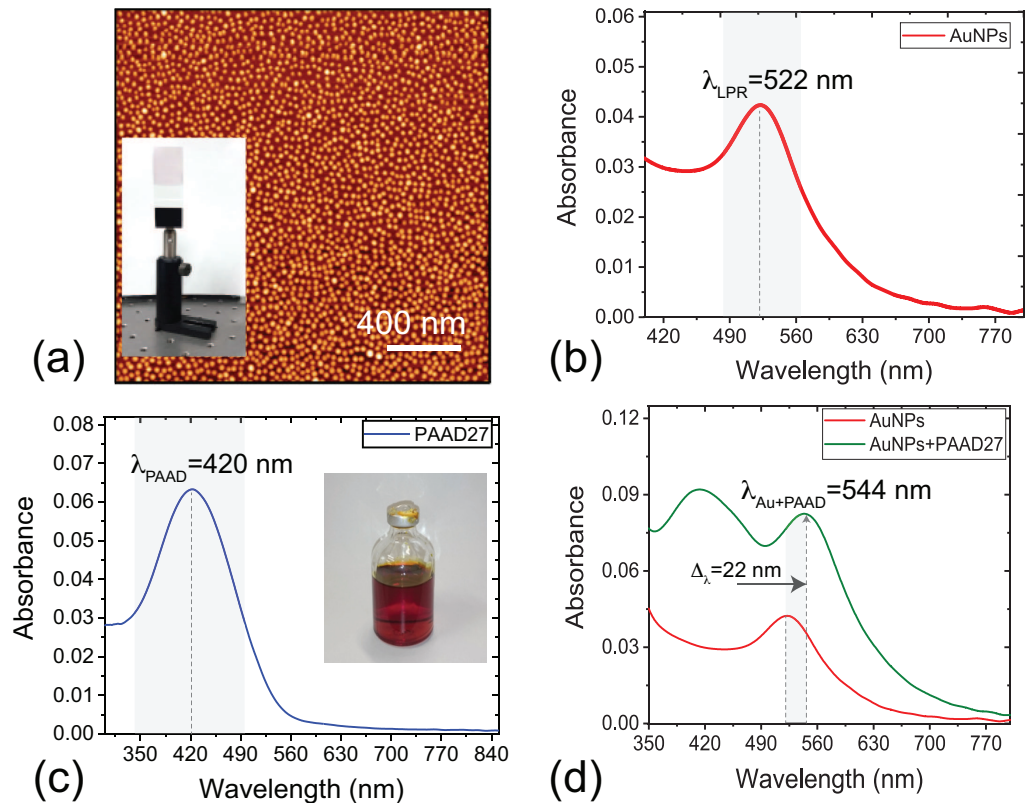 400 nm
(a)
0.06
0.05
0.04
0.03
0.02
0.01
0.00
Absorbance
AuNPs
λLPR=522 nm
420 490 560 630 700 770
Wavelength (nm)
(b)
0.08
0.07
0.06
0.05
0.04
0.03
0.02
0.01
0.00
Absorbance
PAAD27
λPAAD=420 nm
350 420 490 560 630 700 770 840
Wavelength (nm)
(c)
0.12
0.09
0.06
0.03
0.00
Absorbance
AuNPs
AuNPs+PAAD27
λAu+PAAD=544 nm
Δλ=22 nm
350 420 490 560 630 700 770
Wavelength (nm)
(d)